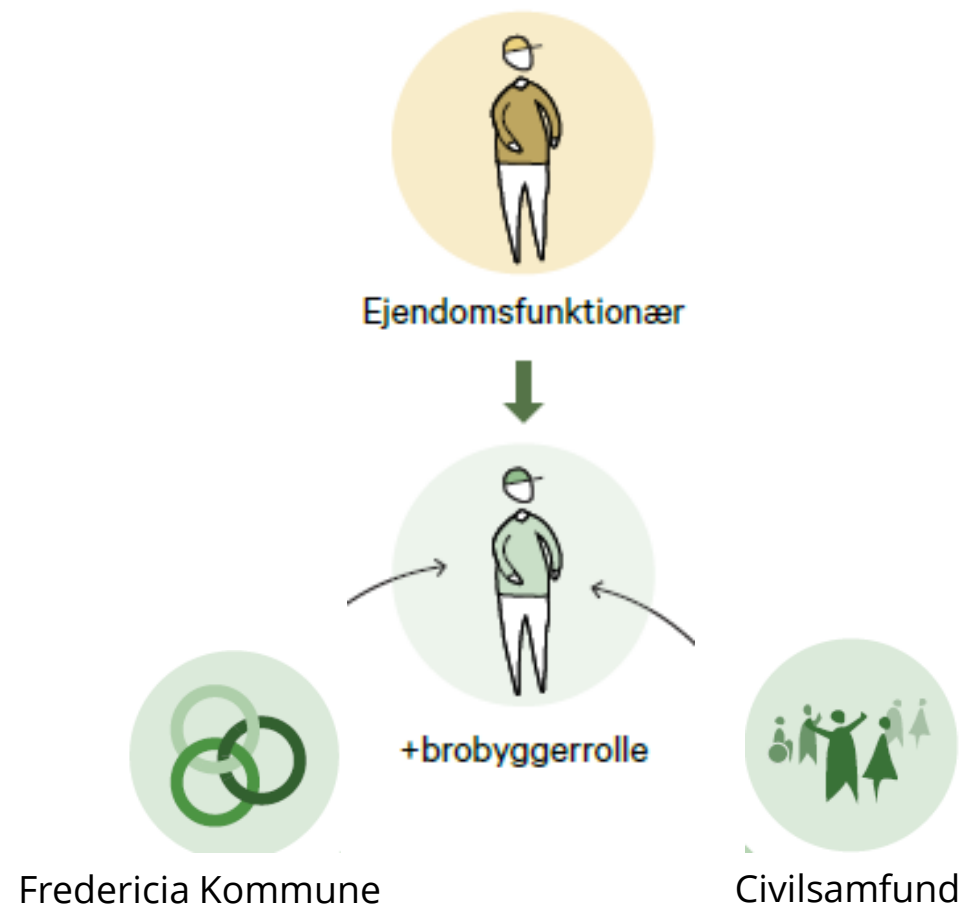 Ejendomsfunktionær
+brobyggerrolle
Fredericia Kommune
Civilsamfund